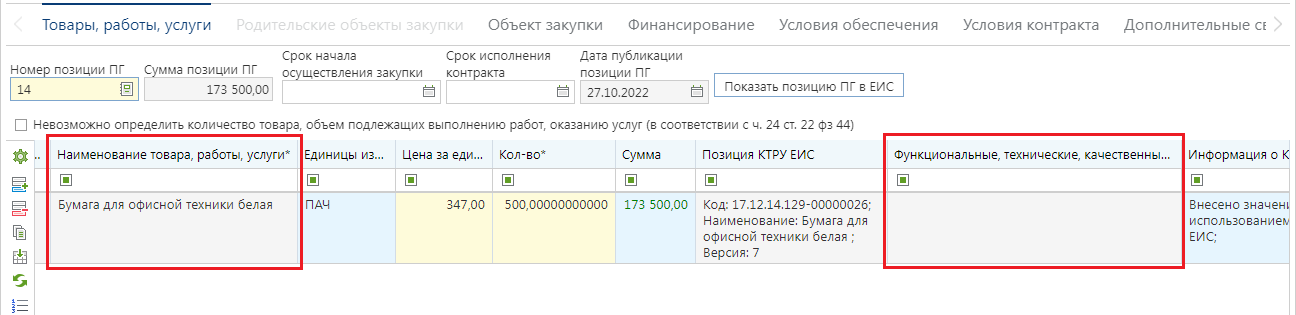 Товары, работы, услуги Родительские объекты закупки Объект закупки Финансирование Условия обеспечения Условия контракта Дополнительные св
Номер позиции ПГ Сумма позиции ПГ Срок начала осуществления закупки Срок исполнения контракта Дата публикации позиции ПГ
14 173 500,00 27.10.2022 Показать позицию ПГ в ЕИС
Невозможно определить количество товара, объем подлежащих выполнению работ, оказанию услуг (в соответствии с ч. 24 ст. 22 фз 44)
.. Наименование товара, работы, услуги* Единицы из... Цена за еди... Кол-во* Сумма Позиция КТРУ ЕИС Функциональные, технические, качественны... Информация о К
Бумага для офисной техники белая ПАЧ 347,00 500,00000000000 173 500,00 Код: 17.12.14.129-00000026; Внесено значени
Наименование: Бумага для использованием
офисной техники белая ; ЕИС;
Версия: 7